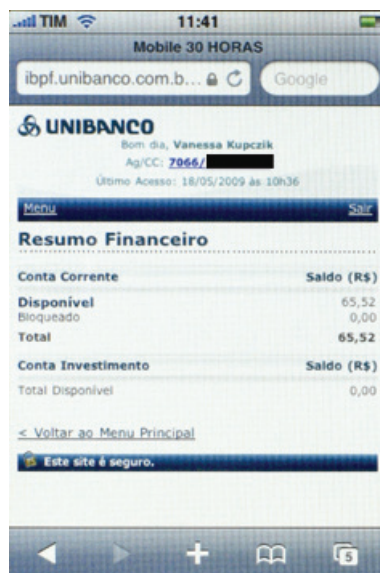 TIM 11:41
Mobile 30 HORAS
ibpf.unibanco.com.b... Google
UNIBANCO
Bom dia, Vanessa Kupczik
Ag/CC: 7066/
Último Acesso: 18/05/2009 às 10h36
Menu Sair
Resumo Financeiro
Conta Corrente Saldo (R$)
Disponível 65,52
Bloqueado 0,00
Total 65,52
Conta Investimento Saldo (R$)
Total Disponível 0,00
< Voltar ao Menu Principal
Este site é seguro.
5